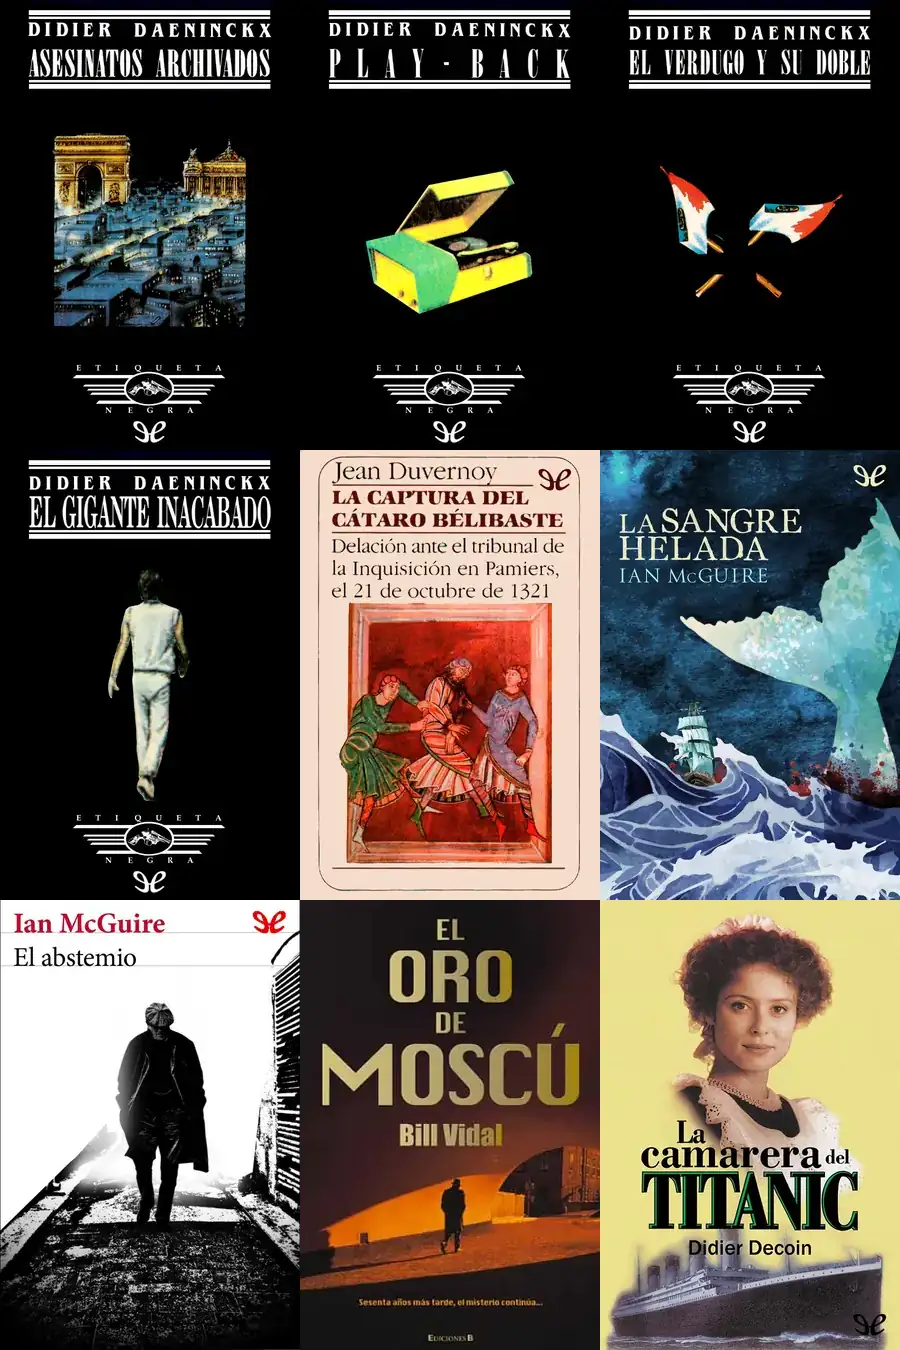 DIDIER DAENINCKX
ASESINATOS ARCHIVADOS
ETIQUETA
NEGRA
DIDIER DAENINCKX
PLAY-BACK
ETIQUETA
NEGRA
DIDIER DAENINCKX
EL VERDUGO Y SU DOBLE
ETIQUETA
NEGRA
DIDIER DAENINCKX
EL GIGANTE INACABADO
ETIQUETA
NEGRA
Jean Duvernoy
LA CAPTURA DEL
CÁTARO BÉLIBASTE
Delación ante el tribunal de
la Inquisición en Pamiers,
el 21 de octubre de 1321
LA SANGRE
HELADA
IAN McGUIRE
Ian McGuire
El abstemio
EL
ORO
DE
MOSCÚ
Bill Vidal
Sesenta años más tarde, el misterio continúa...
EDICIONES B
La
camarera del
TITANIC
Didier Decoin